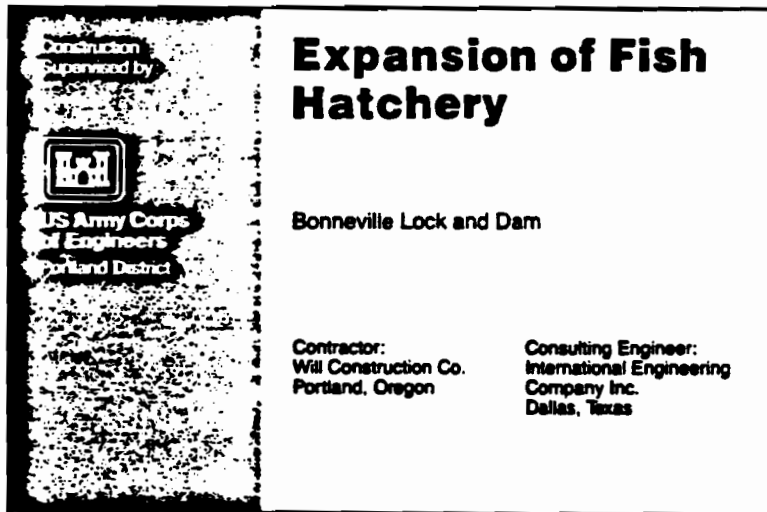 Construction
Supervised by
US Army Corps
of Engineers
Portland District
Expansion of Fish
Hatchery
Bonneville Lock and Dam
Contractor:
Will Construction Co.
Portland, Oregon
Consulting Engineer:
International Engineering
Company Inc.
Dallas, Texas